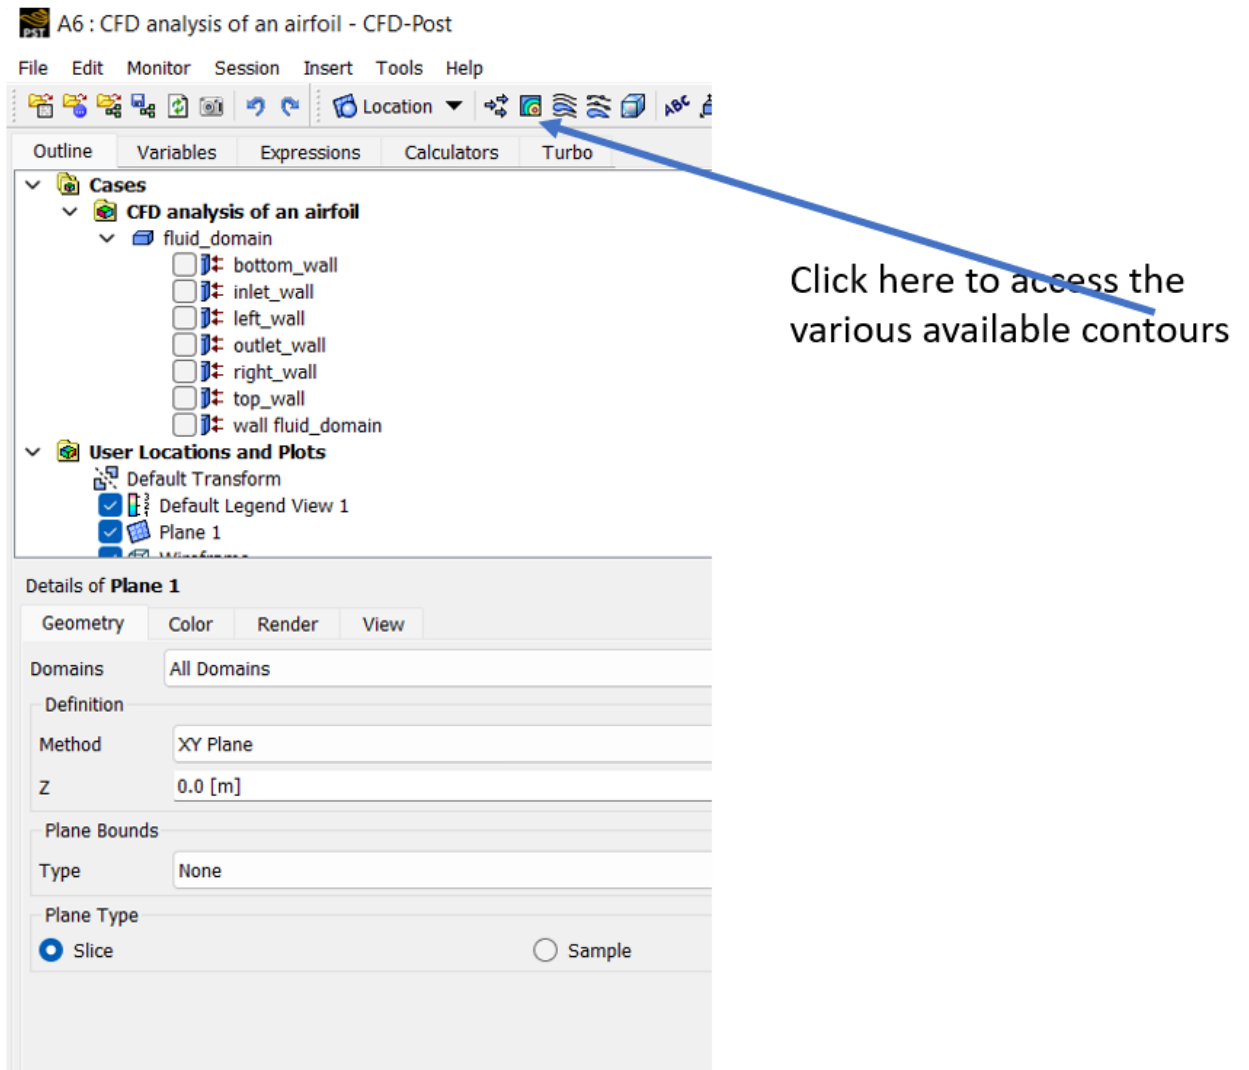 PST A6 : CFD analysis of an airfoil - CFD-Post
File Edit Monitor Session Insert Tools Help
Location ABC
Outline Variables Expressions Calculators Turbo
Cases
CFD analysis of an airfoil
fluid_domain
bottom_wall
inlet_wall
left_wall
outlet_wall
right_wall
top_wall
wall fluid_domain
User Locations and Plots
Default Transform
Default Legend View 1
Plane 1
Wireframe
Click here to access the
various available contours
Details of Plane 1
Geometry Color Render View
Domains All Domains
Definition
Method XY Plane
Z 0.0 [m]
Plane Bounds
Type None
Plane Type
Slice Sample